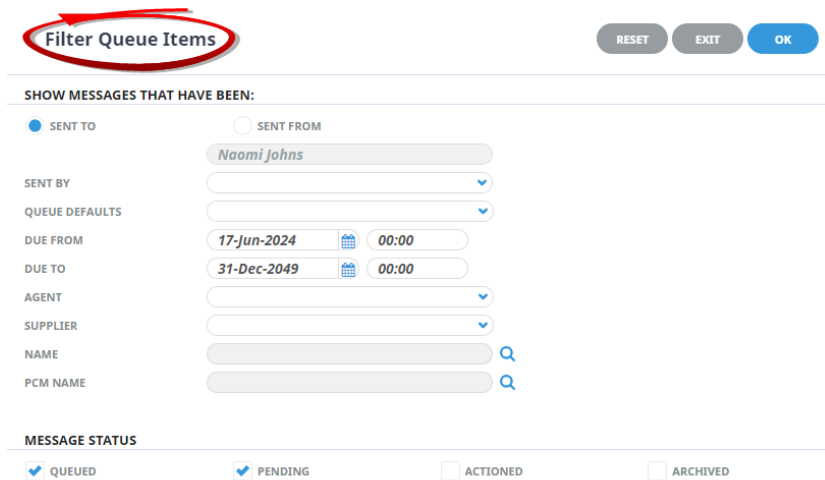 Filter Queue Items
RESET EXIT OK
SHOW MESSAGES THAT HAVE BEEN:
SENT TO SENT FROM
Naomi Johns
SENT BY
QUEUE DEFAULTS
DUE FROM 17-Jun-2024 00:00
DUE TO 31-Dec-2049 00:00
AGENT
SUPPLIER
NAME
PCM NAME
MESSAGE STATUS
QUEUED PENDING ACTIONED ARCHIVED